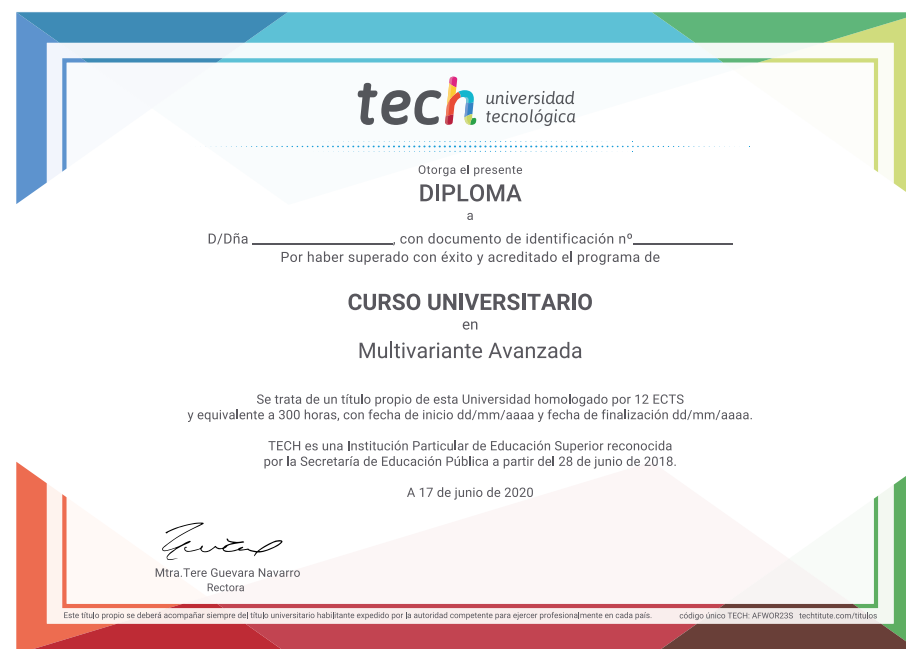 tech universidad
tecnológica
Otorga el presente
DIPLOMA
a
D/Dña ____________________, con documento de identificación nº______________
Por haber superado con éxito y acreditado el programa de
CURSO UNIVERSITARIO
en
Multivariante Avanzada
Se trata de un título propio de esta Universidad homologado por 12 ECTS
y equivalente a 300 horas, con fecha de inicio dd/mm/aaaa y fecha de finalización dd/mm/aaaa.
TECH es una Institución Particular de Educación Superior reconocida
por la Secretaría de Educación Pública a partir del 28 de junio de 2018.
A 17 de junio de 2020
Mtra.Tere Guevara Navarro
Rectora
Este título propio se deberá acompañar siempre del título universitario habilitante expedido por la autoridad competente para ejercer profesionalmente en cada país. código único TECH: AFWOR23S techtitute.com/titulos